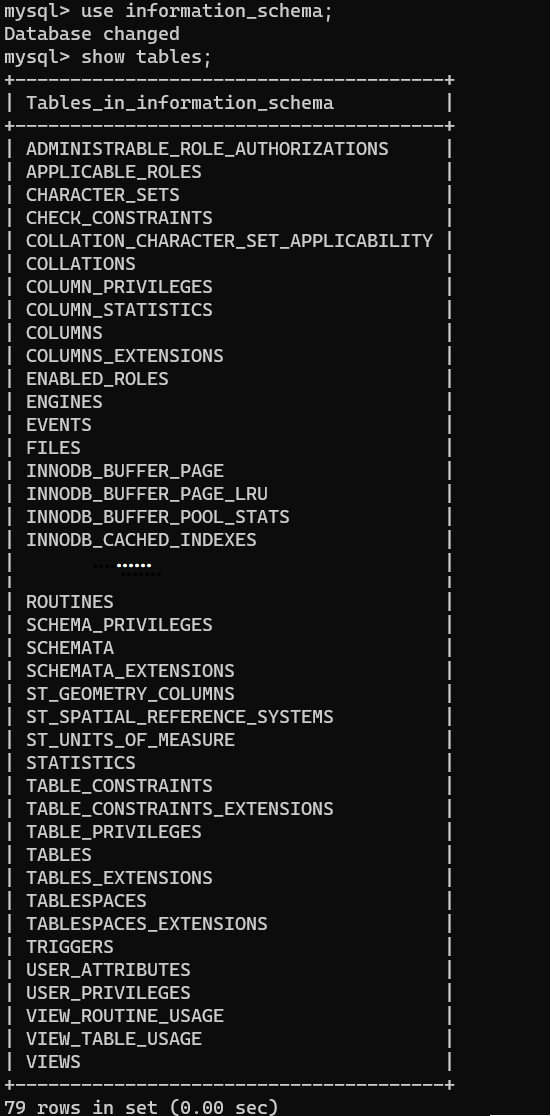 mysql> use information_schema;
Database changed
mysql> show tables;
+---------------------------------------+
| Tables_in_information_schema          |
+---------------------------------------+
| ADMINISTRABLE_ROLE_AUTHORIZATIONS     |
| APPLICABLE_ROLES                      |
| CHARACTER_SETS                        |
| CHECK_CONSTRAINTS                     |
| COLLATION_CHARACTER_SET_APPLICABILITY |
| COLLATIONS                            |
| COLUMN_PRIVILEGES                     |
| COLUMN_STATISTICS                     |
| COLUMNS                               |
| COLUMNS_EXTENSIONS                    |
| ENABLED_ROLES                         |
| ENGINES                               |
| EVENTS                                |
| FILES                                 |
| INNODB_BUFFER_PAGE                    |
| INNODB_BUFFER_PAGE_LRU                |
| INNODB_BUFFER_POOL_STATS              |
| INNODB_CACHED_INDEXES                 |
|         ......                        |
| ROUTINES                              |
| SCHEMA_PRIVILEGES                     |
| SCHEMATA                              |
| SCHEMATA_EXTENSIONS                   |
| ST_GEOMETRY_COLUMNS                   |
| ST_SPATIAL_REFERENCE_SYSTEMS          |
| ST_UNITS_OF_MEASURE                   |
| STATISTICS                            |
| TABLE_CONSTRAINTS                     |
| TABLE_CONSTRAINTS_EXTENSIONS          |
| TABLE_PRIVILEGES                      |
| TABLES                                |
| TABLES_EXTENSIONS                     |
| TABLESPACES                           |
| TABLESPACES_EXTENSIONS                |
| TRIGGERS                              |
| USER_ATTRIBUTES                       |
| USER_PRIVILEGES                       |
| VIEW_ROUTINE_USAGE                    |
| VIEW_TABLE_USAGE                      |
| VIEWS                                 |
+---------------------------------------+
79 rows in set (0.00 sec)